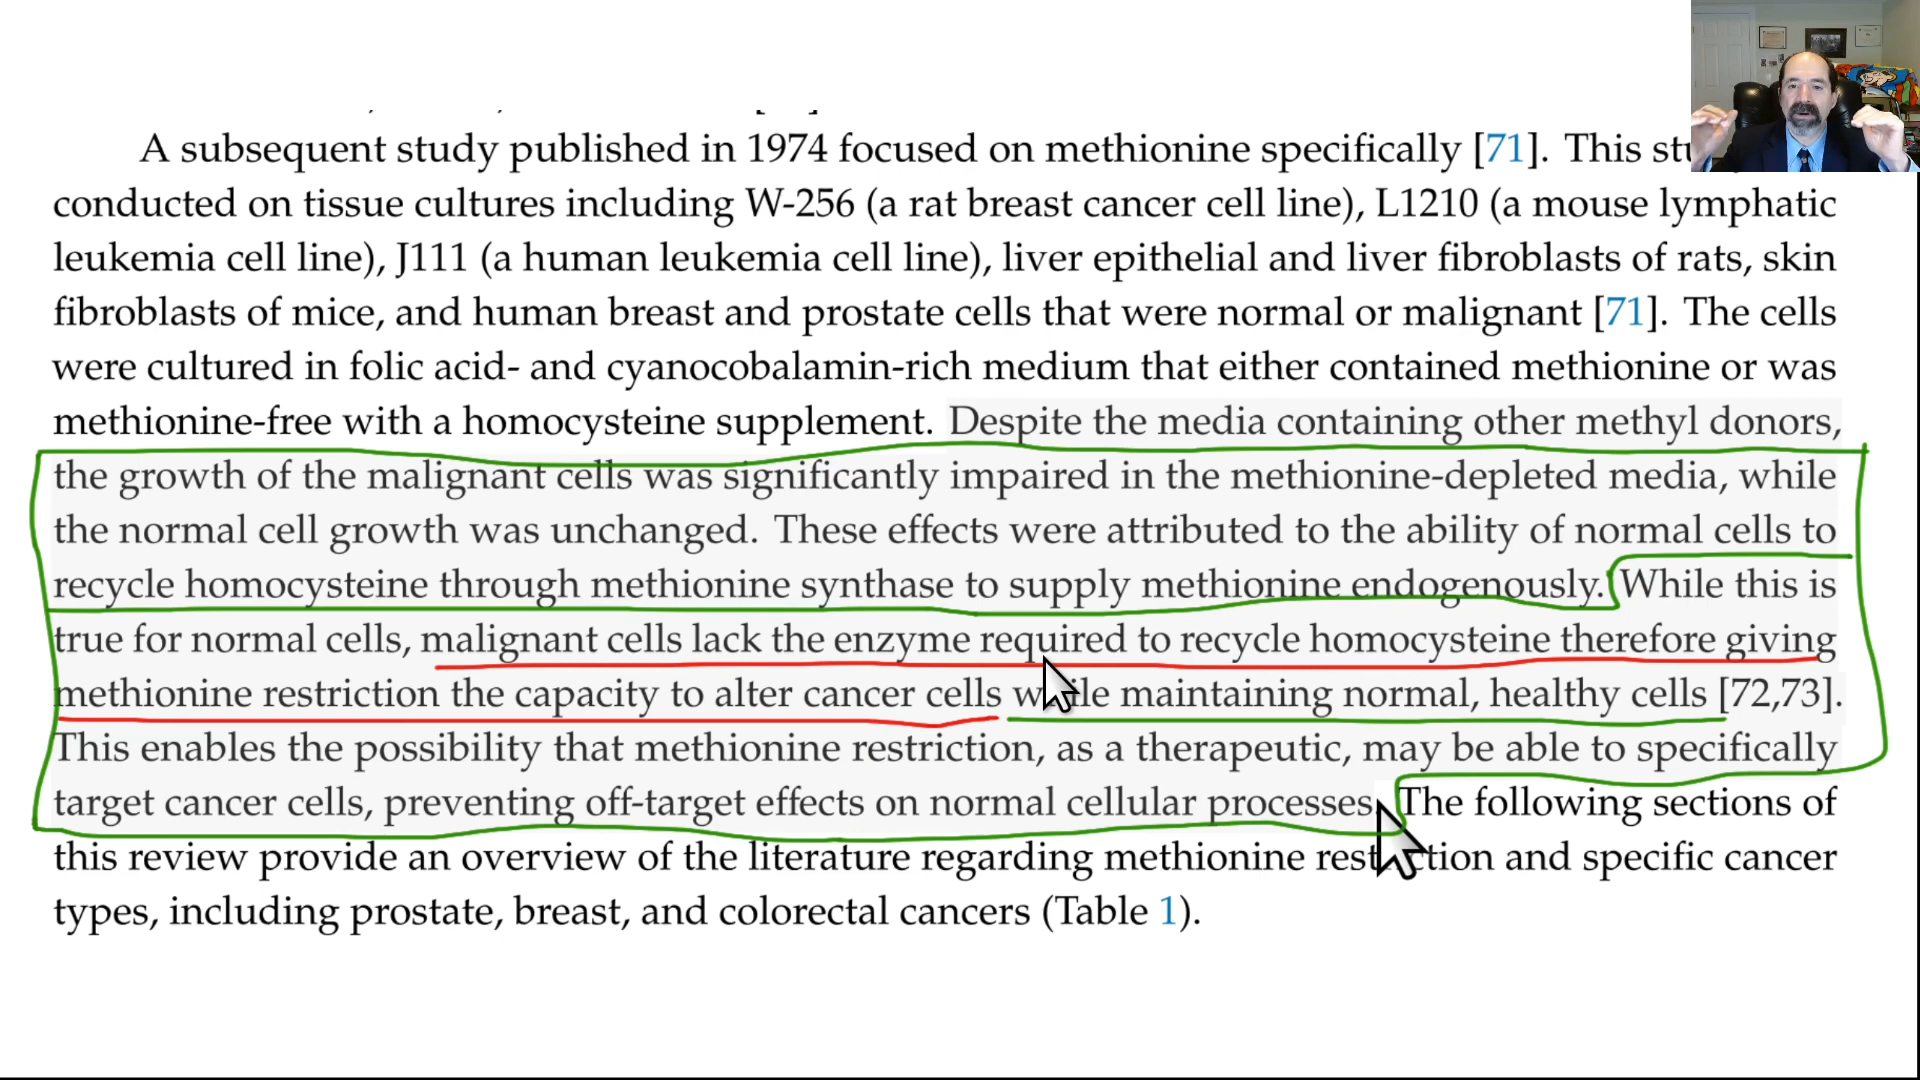 A subsequent study published in 1974 focused on methionine specifically [71]. This
conducted on tissue cultures including W-256 (a rat breast cancer cell line), L1210 (a mouse lymphatic
leukemia cell line), J111 (a human leukemia cell line), liver epithelial and liver fibroblasts of rats, skin
fibroblasts of mice, and human breast and prostate cells that were normal or malignant [71]. The cells
were cultured in folic acid- and cyanocobalamin-rich medium that either contained methionine or was
methionine-free with a homocysteine supplement. Despite the media containing other methyl donors,
the growth of the malignant cells was significantly impaired in the methionine-depleted media, while
the normal cell growth was unchanged. These effects were attributed to the ability of normal cells to
recycle homocysteine through methionine synthase to supply methionine endogenously. While this is
true for normal cells, malignant cells lack the enzyme required to recycle homocysteine therefore giving
methionine restriction the capacity to alter cancer cells while maintaining normal, healthy cells [72,73].
This enables the possibility that methionine restriction, as a therapeutic, may be able to specifically
target cancer cells, preventing off-target effects on normal cellular processes. The following sections of
this review provide an overview of the literature regarding methionine restriction and specific cancer
types, including prostate, breast, and colorectal cancers (Table 1).